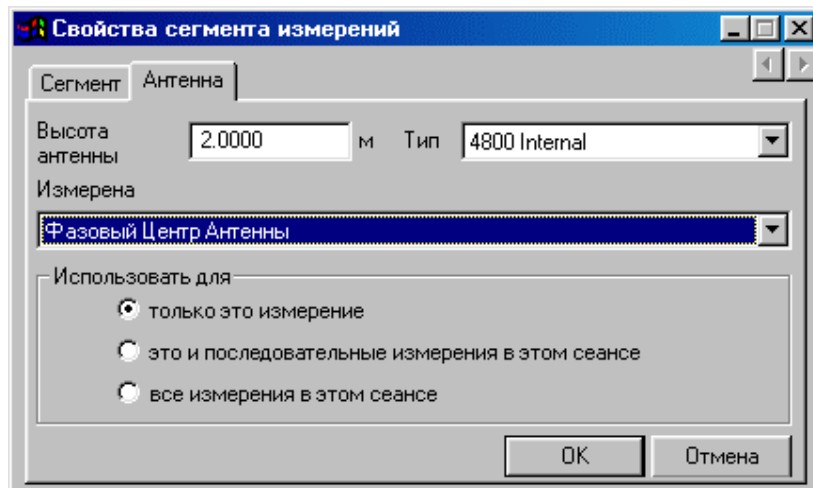 Свойства сегмента измерений
Сегмент Антенна
Высота антенны 2.0000 м Тип 4800 Internal
Измерена
Фазовый Центр Антенны
Использовать для
только это измерение
это и последовательные измерения в этом сеансе
все измерения в этом сеансе
OK Отмена